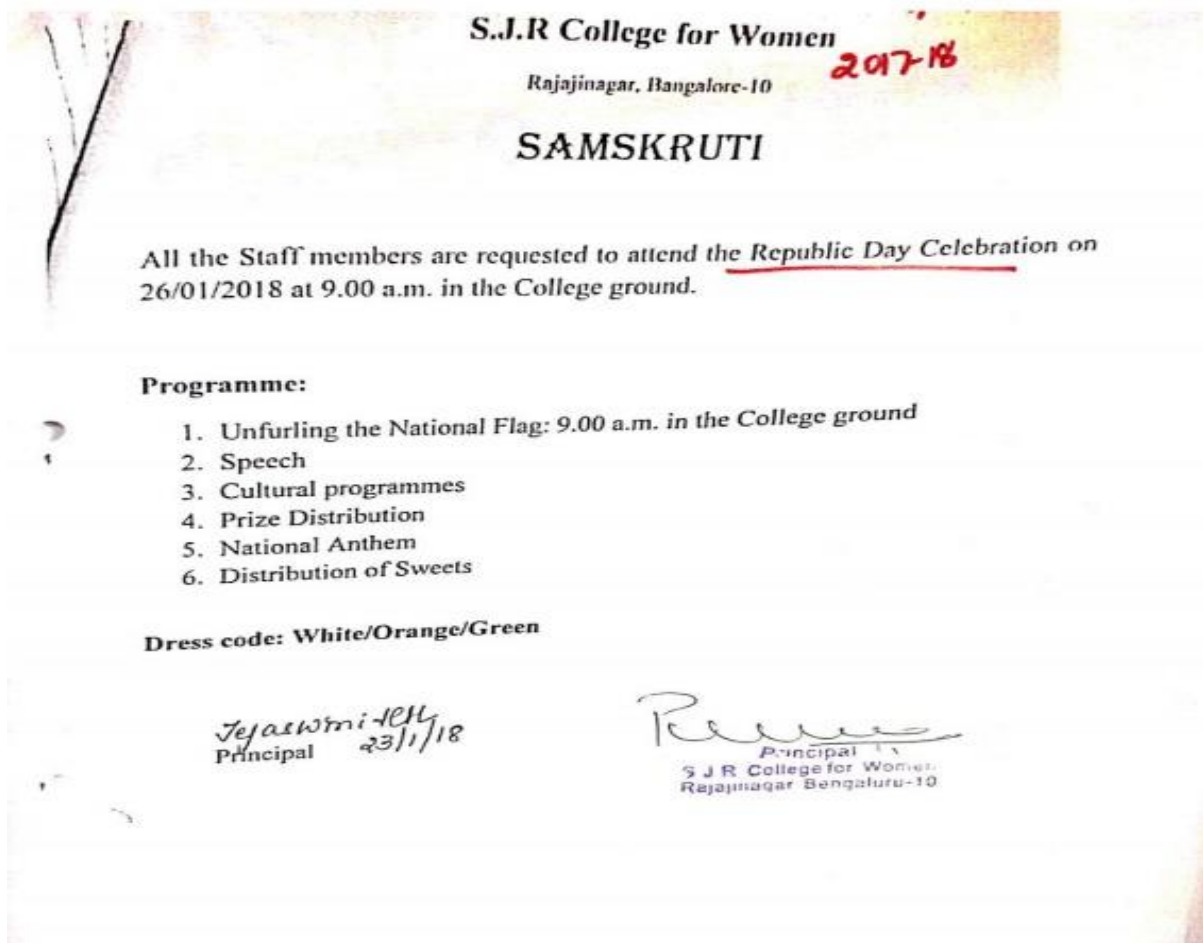 S.J.R College for Women
2017-18
Rajajinagar, Bangalore-10
SAMSKRUTI
All the Staff members are requested to attend the Republic Day Celebration on
26/01/2018 at 9.00 a.m. in the College ground.
Programme:
1. Unfurling the National Flag: 9.00 a.m. in the College ground
2. Speech
3. Cultural programmes
4. Prize Distribution
5. National Anthem
6. Distribution of Sweets
Dress code: White/Orange/Green
23/1/18
Principal
Principal
S J R College for Women
Rajajinagar Bengaluru-10